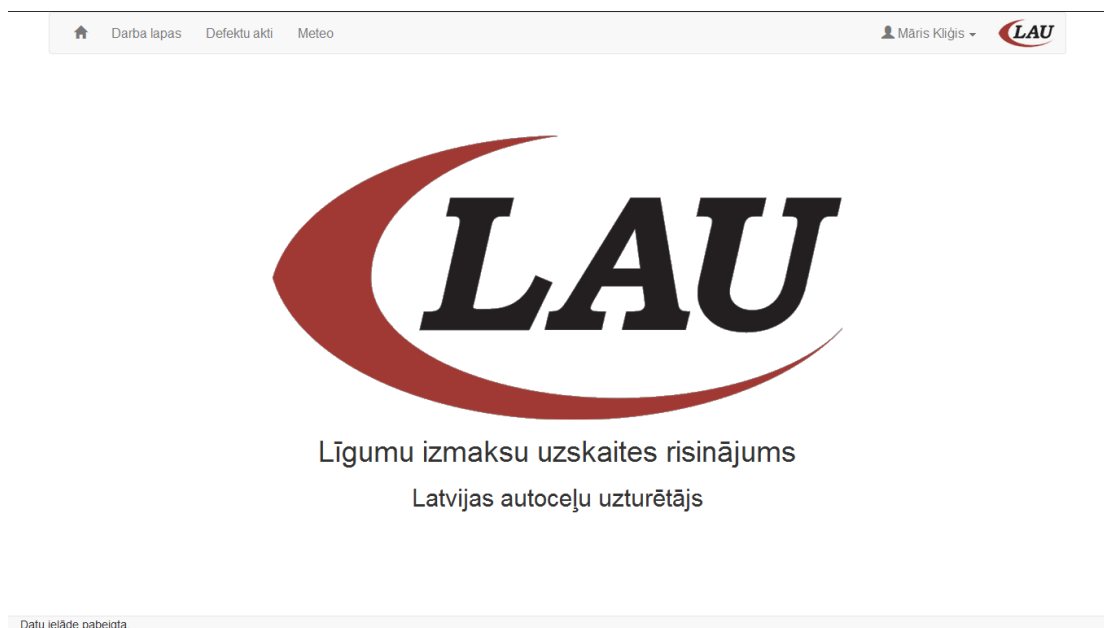 Darba lapas Defektu akti Meteo Māris Kliģis LAU
LAU
Līgumu izmaksu uzskaites risinājums
Latvijas autoceļu uzturētājs
Datu ielāde pabeigta